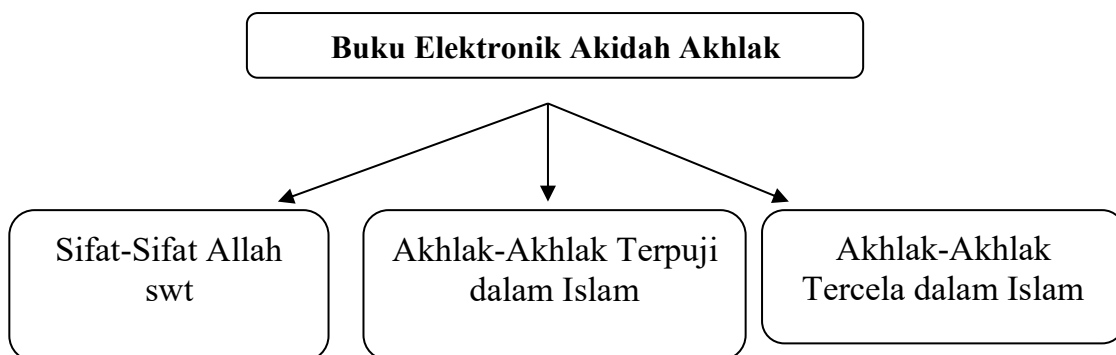 Buku Elektronik Akidah Akhlak
Sifat-Sifat Allah
swt
Akhlak-Akhlak Terpuji
dalam Islam
Akhlak-Akhlak
Tercela dalam Islam